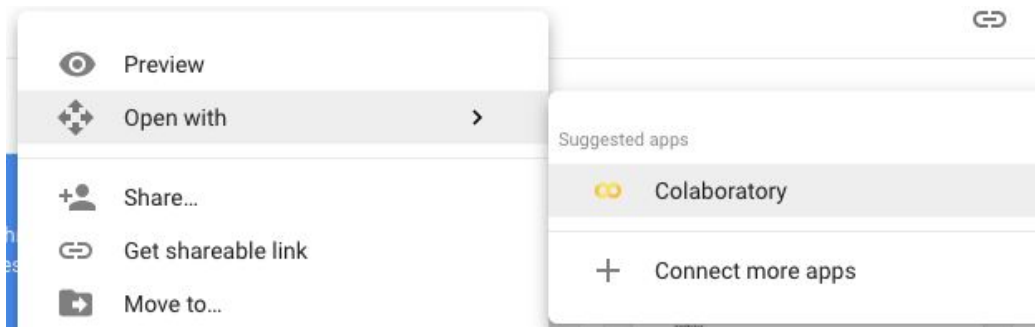 Preview
Open with
Suggested apps
Colaboratory
Share...
Get shareable link
Connect more apps
Move to...